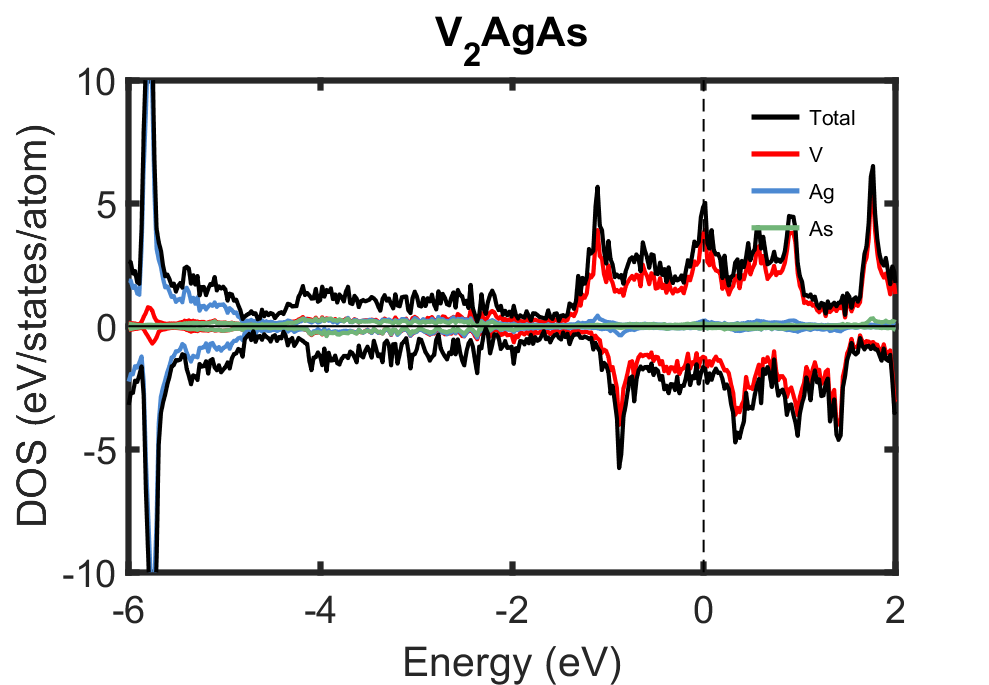 V₂AgAs
DOS (eV/states/atom)
10
5
0
-5
-10
Total
V
Ag
As
-6
-4
-2
0
2
Energy (eV)